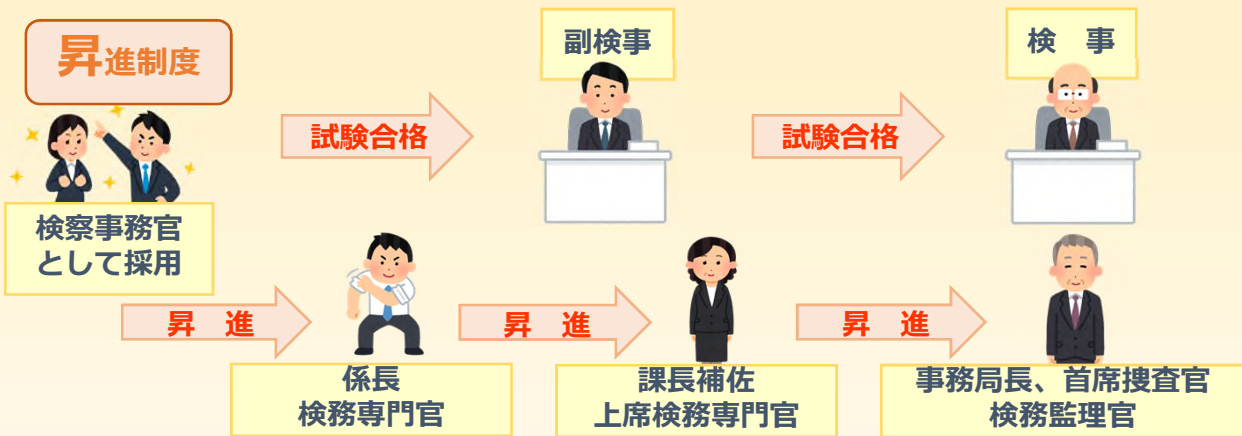 昇進制度
副検事
検　事
試験合格
試験合格
検察事務官
として採用
昇　進
昇　進
昇　進
係長
検務専門官
課長補佐
上席検務専門官
事務局長、首席捜査官
検務監理官